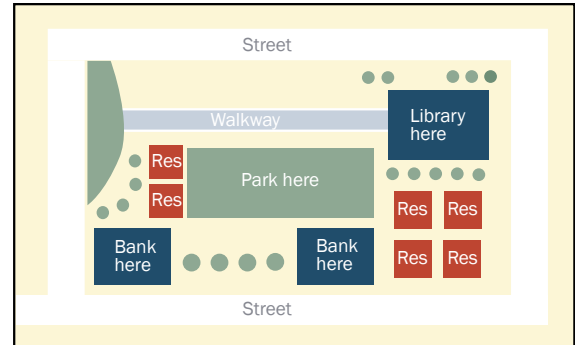 Street
Walkway
Library
here
Res
Park here
Res
Res
Res
Bank
here
Bank
here
Res
Res
Street